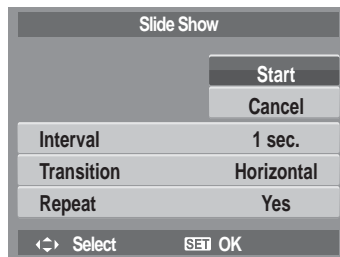 Slide Show
Start
Cancel
Interval 1 sec.
Transition Horizontal
Repeat Yes
Select SET OK